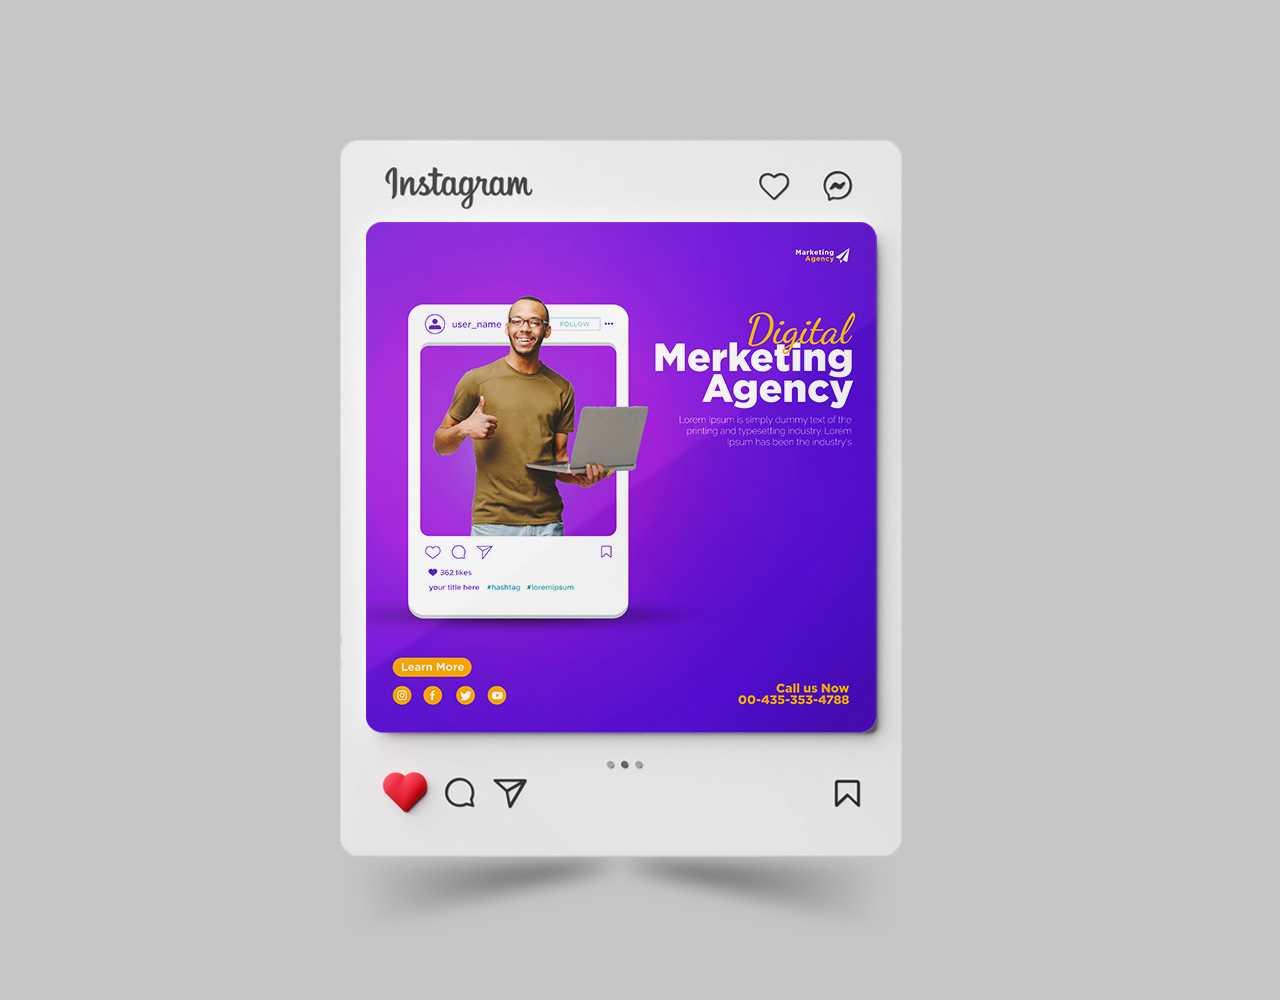 Instagram
Marketing
Agency
user_name
FOLLOW
Digital
Merketing
Agency
Lorem Ipsum is simply dummy text of the
printing and typesetting industry. Lorem
Ipsum has been the industry's
362 likes
your title here #hashtag #loremipsum
Learn More
Call us Now
00-435-353-4788